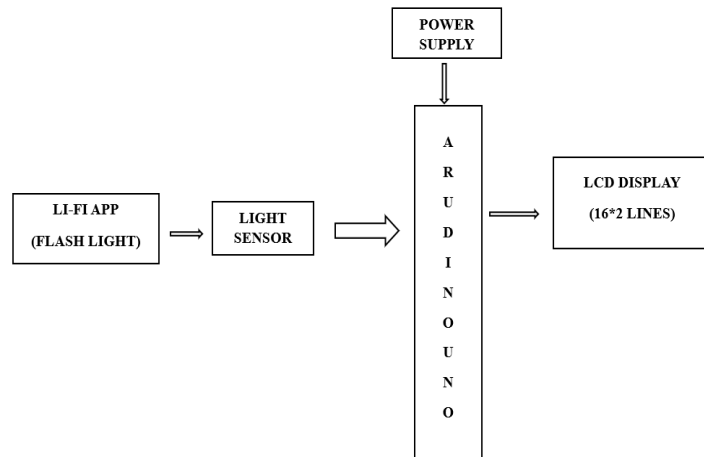 POWER
SUPPLY
LI-FI APP
(FLASH LIGHT)
LIGHT
SENSOR
A
R
U
D
I
N
O
U
N
O
LCD DISPLAY
(16*2 LINES)